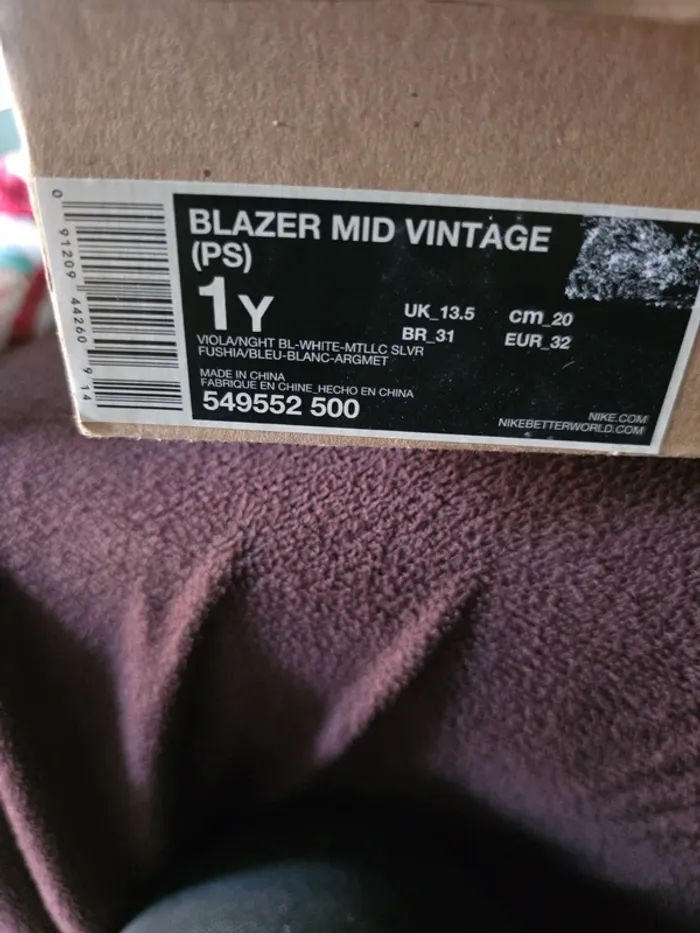 BLAZER MID VINTAGE
(PS)
1Y
UK_13.5 cm_20
BR_31 EUR_32
VIOLA/NGHT BL-WHITE-MTLLC SLVR
FUSHIA/BLEU-BLANC-ARGMET
MADE IN CHINA
FABRIQUE EN CHINE_HECHO EN CHINA
549552 500
NIKE.COM
NIKEBETTERWORLD.COM
0 91209 44260 9 14